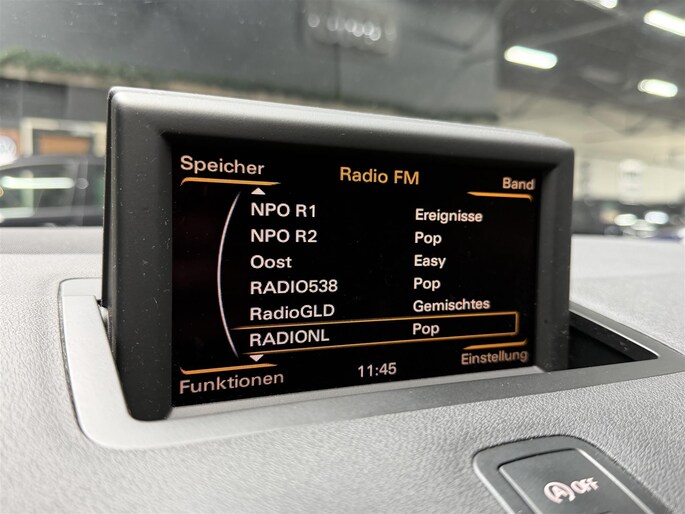 Speicher
Radio FM
Band
NPO R1 Ereignisse
NPO R2 Pop
Oost Easy
RADIO538 Pop
RadioGLD Gemischtes
RADIONL Pop
Funktionen
11:45
Einstellung
A OFF